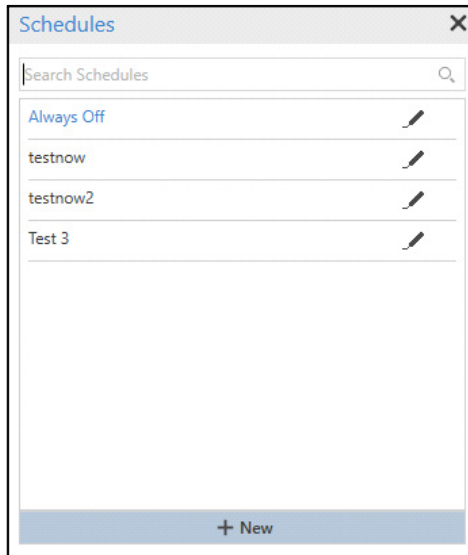 Schedules
Search Schedules
Always Off
testnow
testnow2
Test 3
+ New